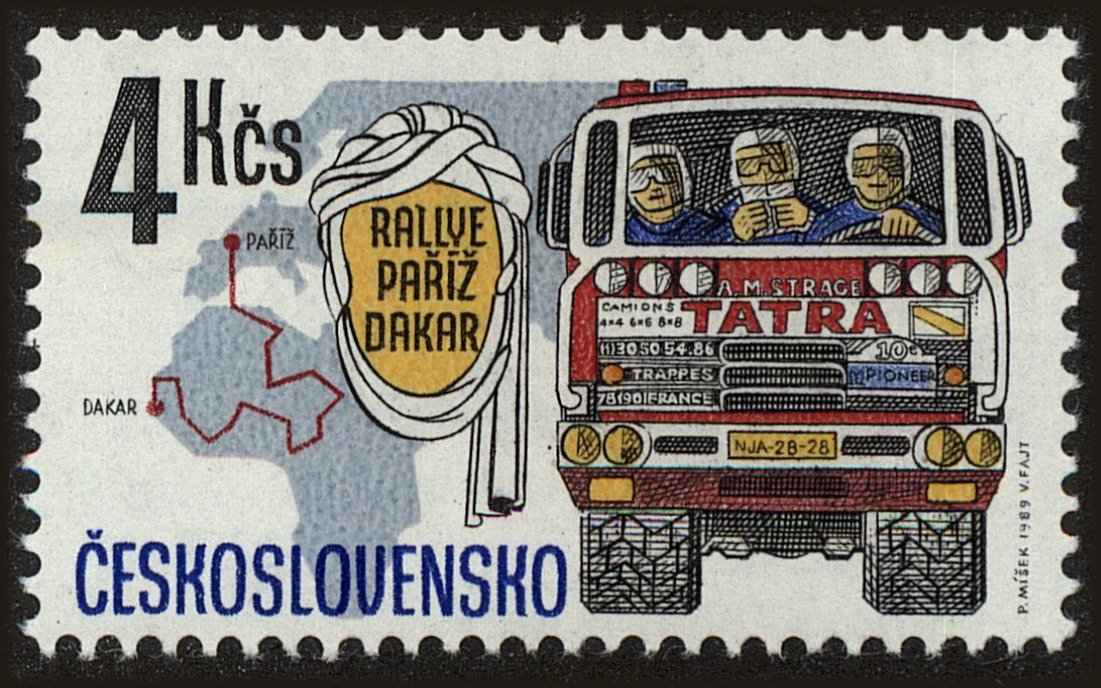 4 Kčs
PAŘÍŽ
DAKAR
RALLYE
PAŘÍŽ
DAKAR
A.M.STRAGE
CAMIONS
4×4 6×6 8×8
TATRA
10e
(1)30 50.54.86
TRAPPES
PIONEER
78190 FRANCE
NJA-28-28
ČESKOSLOVENSKO
P. MÍŠEK 1989 V. FAJT